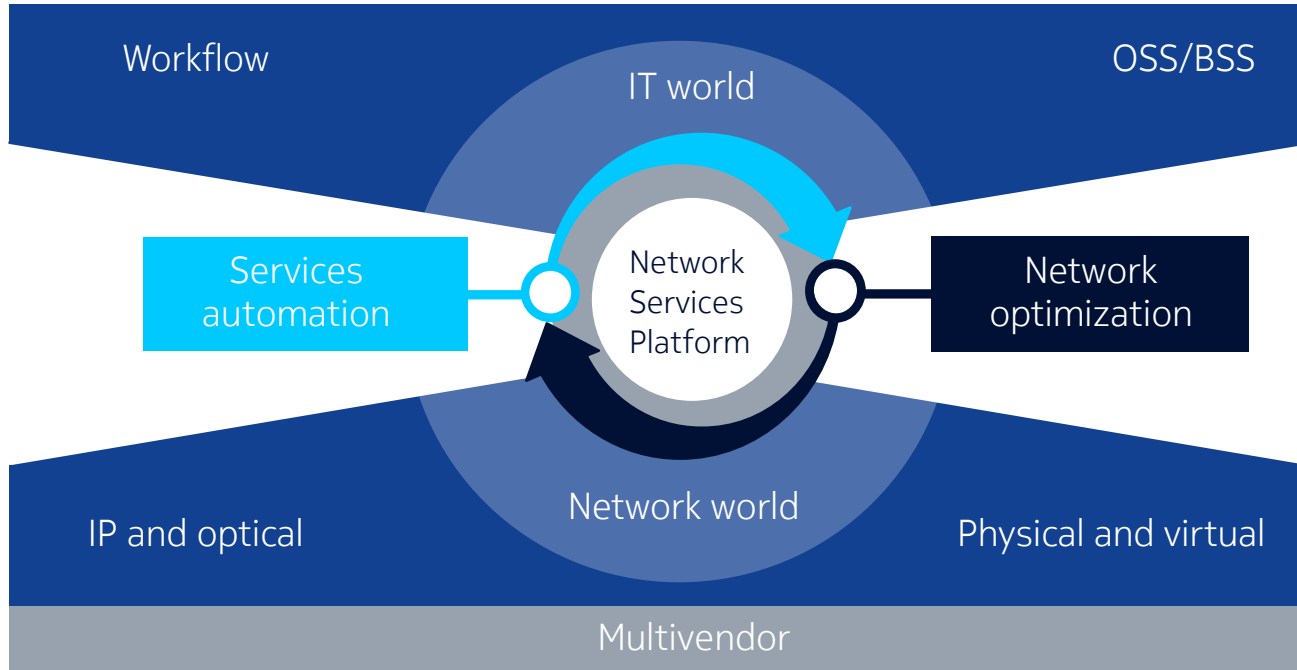 Workflow
OSS/BSS
IT world
Services
automation
Network
Services
Platform
Network
optimization
Network world
IP and optical
Physical and virtual
Multivendor